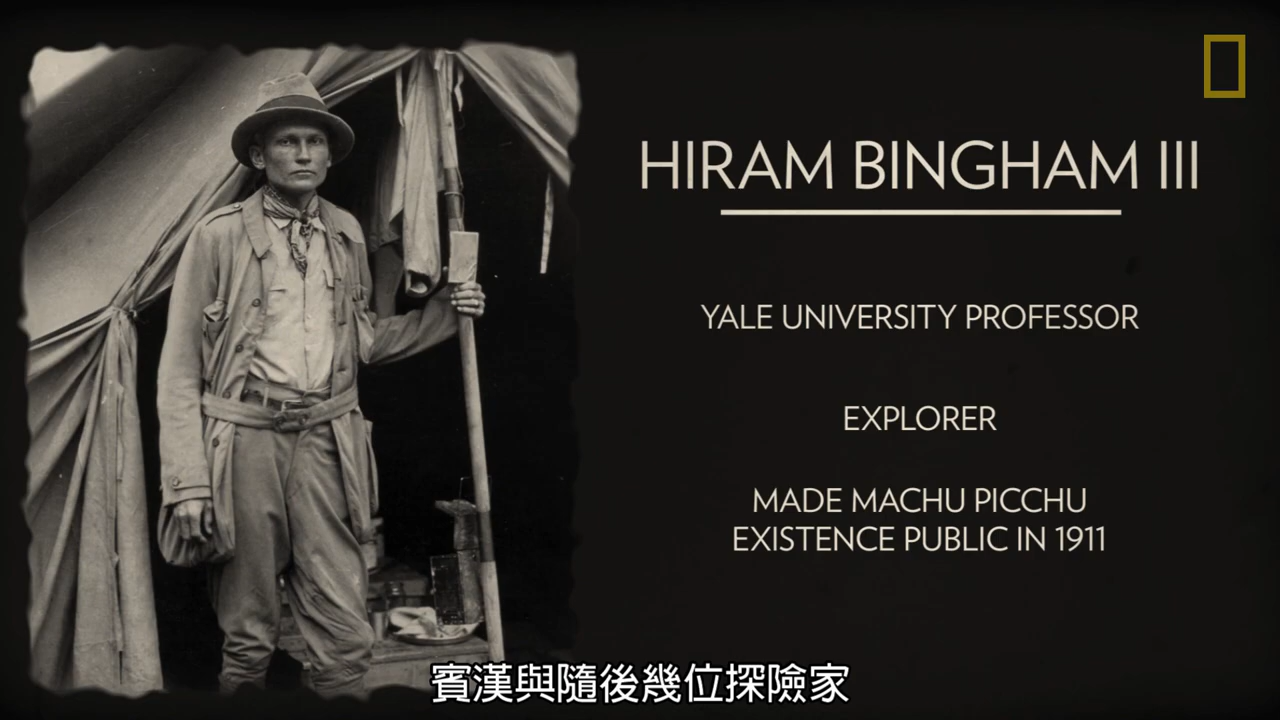 HIRAM BINGHAM III
YALE UNIVERSITY PROFESSOR
EXPLORER
MADE MACHU PICCHU
EXISTENCE PUBLIC IN 1911
賓漢與隨後幾位探險家